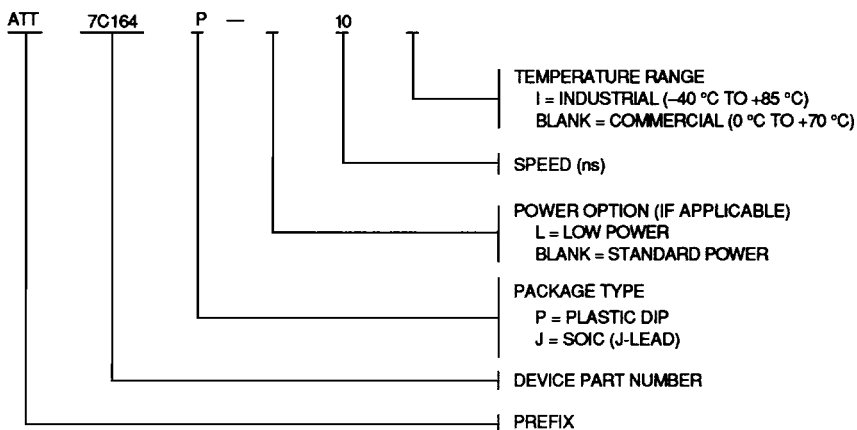 ATT 7C164 P — 10
TEMPERATURE RANGE
I = INDUSTRIAL (–40 °C TO +85 °C)
BLANK = COMMERCIAL (0 °C TO +70 °C)
SPEED (ns)
POWER OPTION (IF APPLICABLE)
L = LOW POWER
BLANK = STANDARD POWER
PACKAGE TYPE
P = PLASTIC DIP
J = SOIC (J-LEAD)
DEVICE PART NUMBER
PREFIX